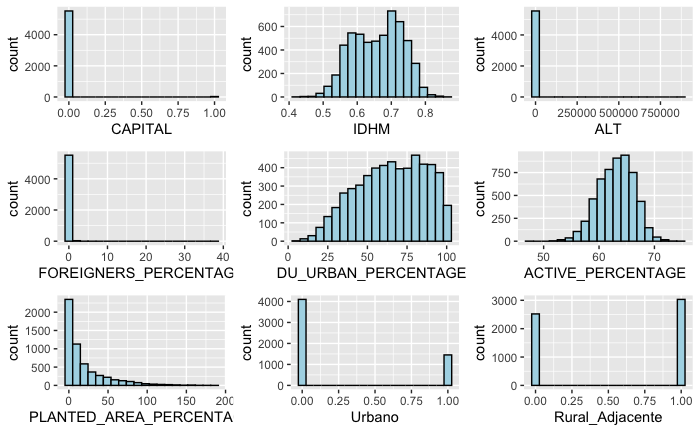 count
4000
2000
0
0.00 0.25 0.50 0.75 1.00
CAPITAL
count
600
400
200
0
0.4 0.5 0.6 0.7 0.8
IDHM
count
4000
2000
0
0 250000 500000 750000
ALT
count
4000
2000
0
0 10 20 30 40
FOREIGNERS_PERCENTAG
count
400
300
200
100
0
0 25 50 75 100
DU_URBAN_PERCENTAGE
count
750
500
250
0
50 60 70
ACTIVE_PERCENTAGE
count
2000
1500
1000
500
0
0 50 100 150 200
PLANTED_AREA_PERCENTA
count
4000
3000
2000
1000
0
0.00 0.25 0.50 0.75 1.00
Urbano
count
3000
2000
1000
0
0.00 0.25 0.50 0.75 1.00
Rural_Adjacente